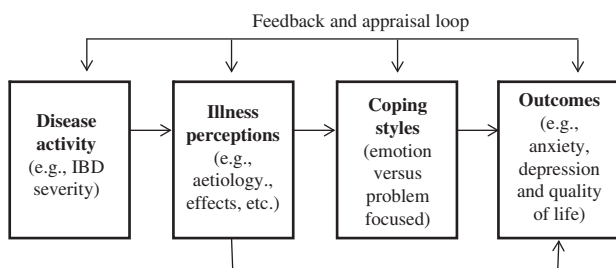 Feedback and appraisal loop
Disease
activity
(e.g., IBD
severity)
Illness
perceptions
(e.g.,
aetiology.,
effects, etc.)
Coping
styles
(emotion
versus
problem
focused)
Outcomes
(e.g.,
anxiety,
depression
and quality
of life)